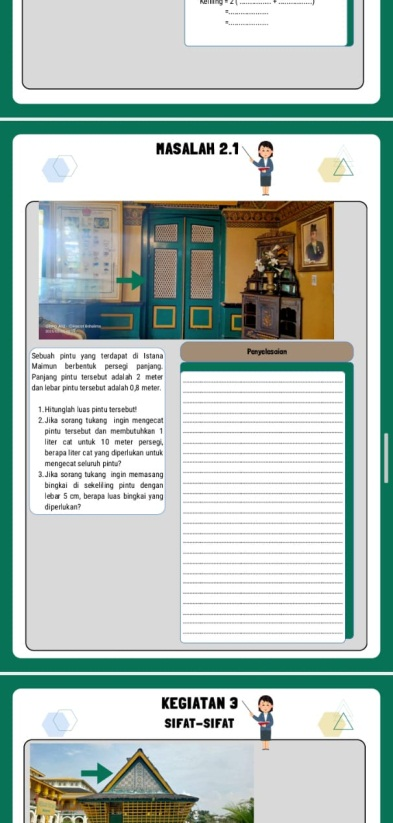 Keliling = 2 (................ + ................)
=....................
=....................
MASALAH 2.1
Sebuah pintu yang terdapat di Istana
Maimun berbentuk persegi panjang.
Panjang pintu tersebut adalah 2 meter
dan lebar pintu tersebut adalah 0,8 meter.
1. Hitunglah luas pintu tersebut!
2. Jika sorang tukang ingin mengecat
pintu tersebut dan membutuhkan 1
liter cat untuk 10 meter persegi,
berapa liter cat yang diperlukan untuk
mengecat seluruh pintu?
3. Jika sorang tukang ingin memasang
bingkai di sekeliling pintu dengan
lebar 5 cm, berapa luas bingkai yang
diperlukan?
Penyelesaian
KEGIATAN 3
SIFAT-SIFAT